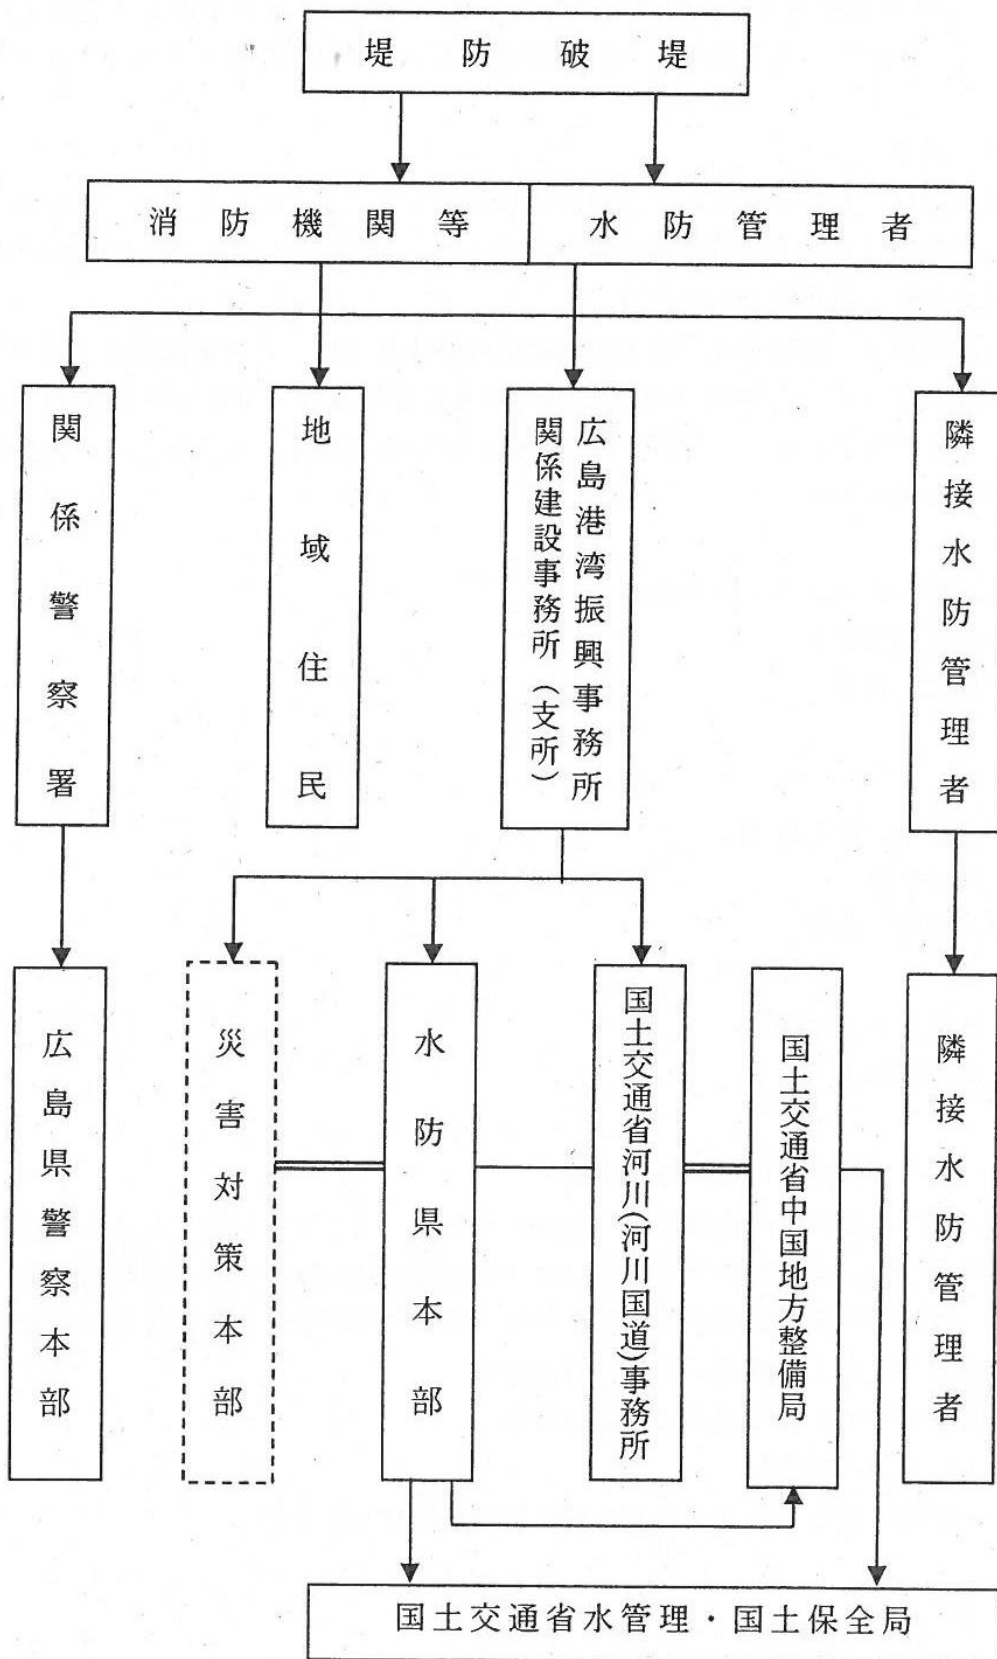 堤防破堤
消防機関等
水防管理者
関係警察署
地域住民
広島港湾振興事務所
関係建設事務所（支所）
隣接水防管理者
広島県警察本部
災害対策本部
水防県本部
国土交通省河川(河川国道)事務所
国土交通省中国地方整備局
隣接水防管理者
国土交通省水管理・国土保全局